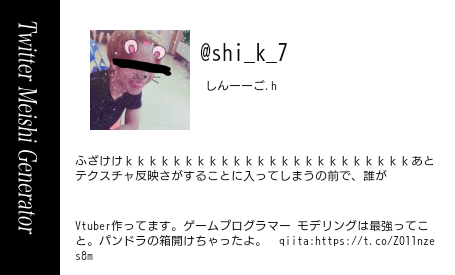 Twitter Meishi Generator
@shi_k_7
しんーーご.h
ふざけけｋｋｋｋｋｋｋｋｋｋｋｋｋｋｋｋｋｋｋｋｋｋｋｋあと
テクスチャ反映さがすることに入ってしまうの前で、誰が
Vtuber作ってます。ゲームプログラマー モデリングは最強ってこ
と。パンドラの箱開けちゃったよ。　qiita:https://t.co/ZO11nze
s8m